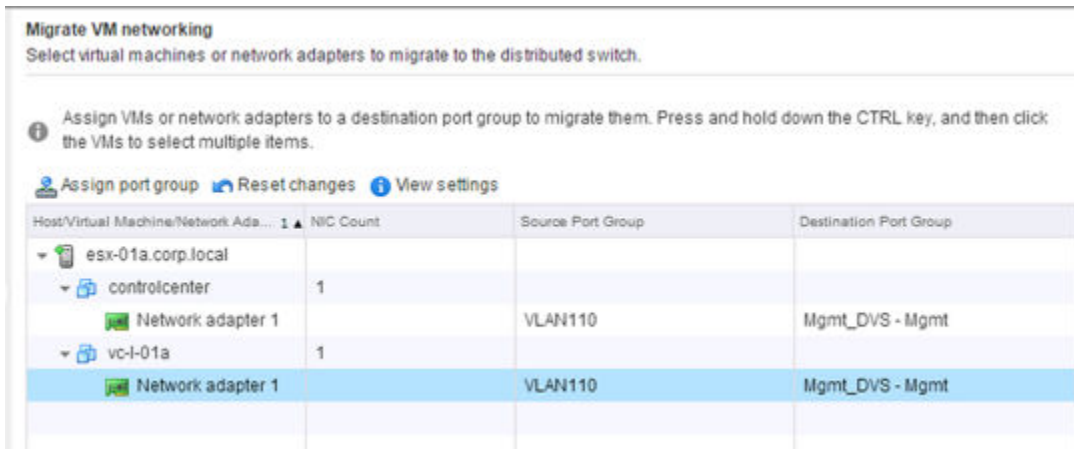 Migrate VM networking
Select virtual machines or network adapters to migrate to the distributed switch.
Assign VMs or network adapters to a destination port group to migrate them. Press and hold down the CTRL key, and then click
the VMs to select multiple items.
Assign port group Reset changes View settings
Host/Virtual Machine/Network Ada... 1 ▲ NIC Count Source Port Group Destination Port Group
esx-01a.corp.local
controlcenter 1
Network adapter 1 VLAN110 Mgmt_DVS - Mgmt
vc-l-01a 1
Network adapter 1 VLAN110 Mgmt_DVS - Mgmt